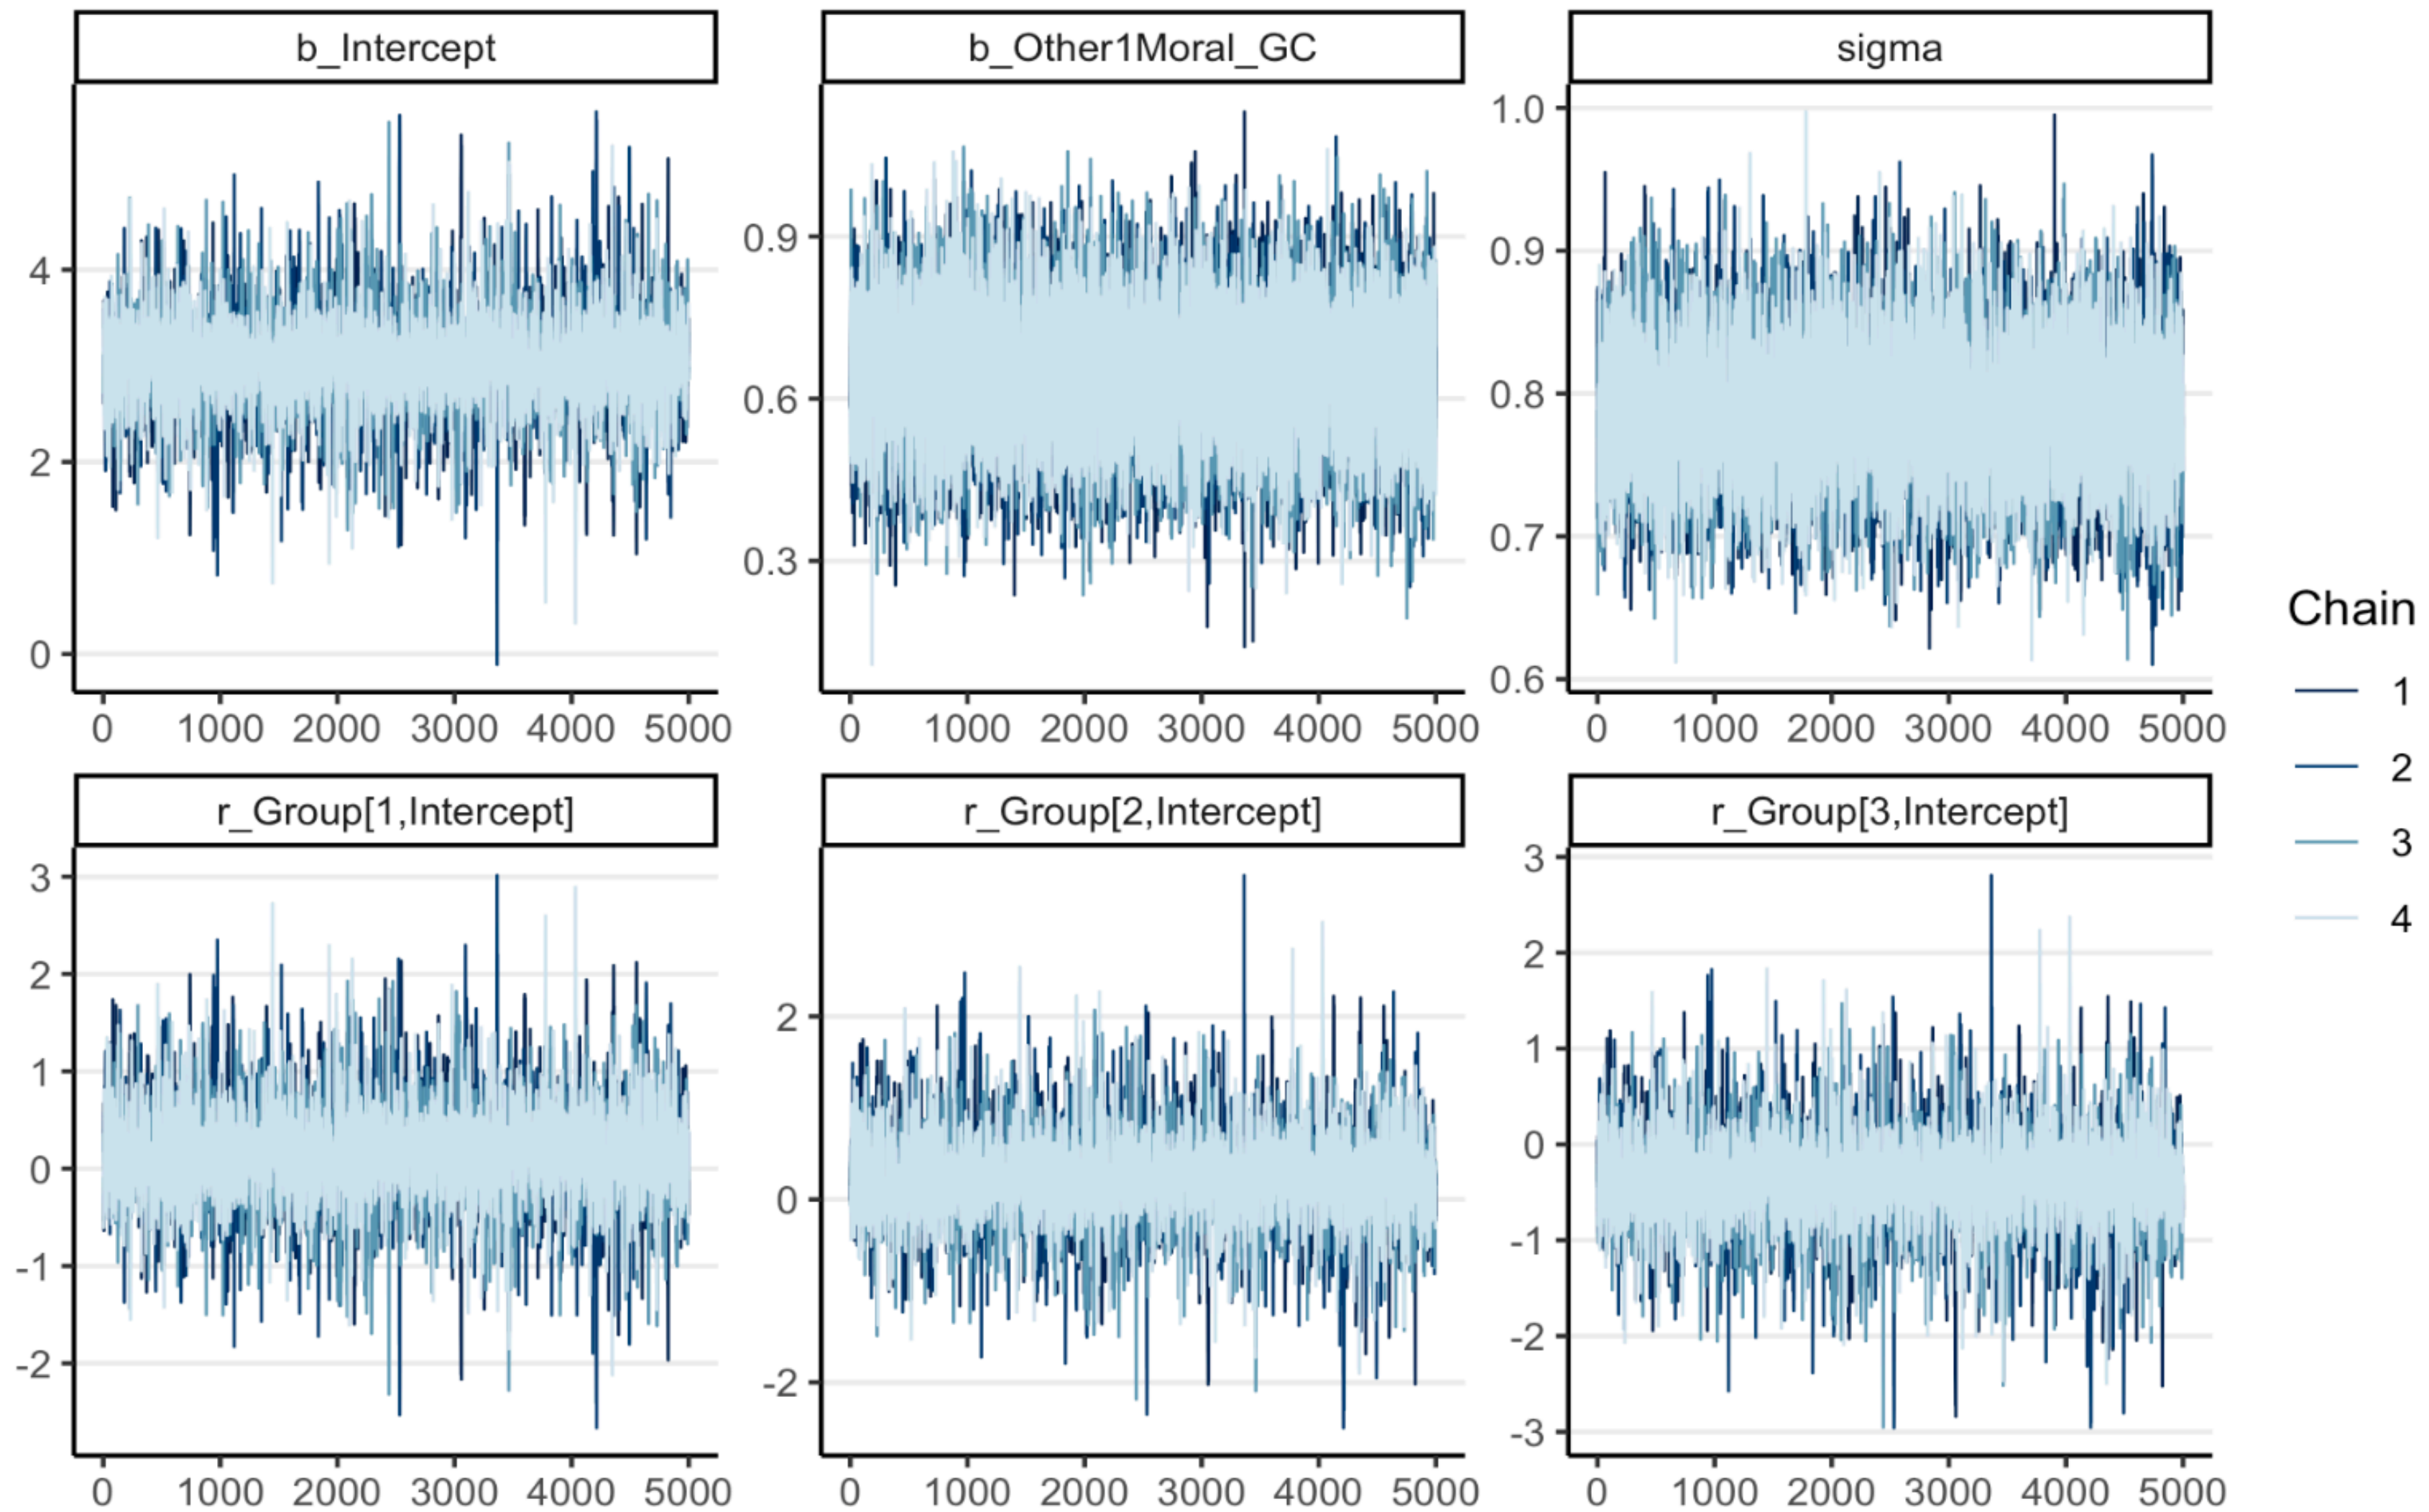 b_Intercept
b_Other1Moral_GC
sigma
4
2
0
0 1000 2000 3000 4000 5000
0.9
0.6
0.3
0 1000 2000 3000 4000 5000
1.0
0.9
0.8
0.7
0.6
0 1000 2000 3000 4000 5000
r_Group[1,Intercept]
r_Group[2,Intercept]
r_Group[3,Intercept]
3
2
1
0
-1
-2
0 1000 2000 3000 4000 5000
2
0
-2
0 1000 2000 3000 4000 5000
3
2
1
0
-1
-2
-3
0 1000 2000 3000 4000 5000
Chain
1
2
3
4